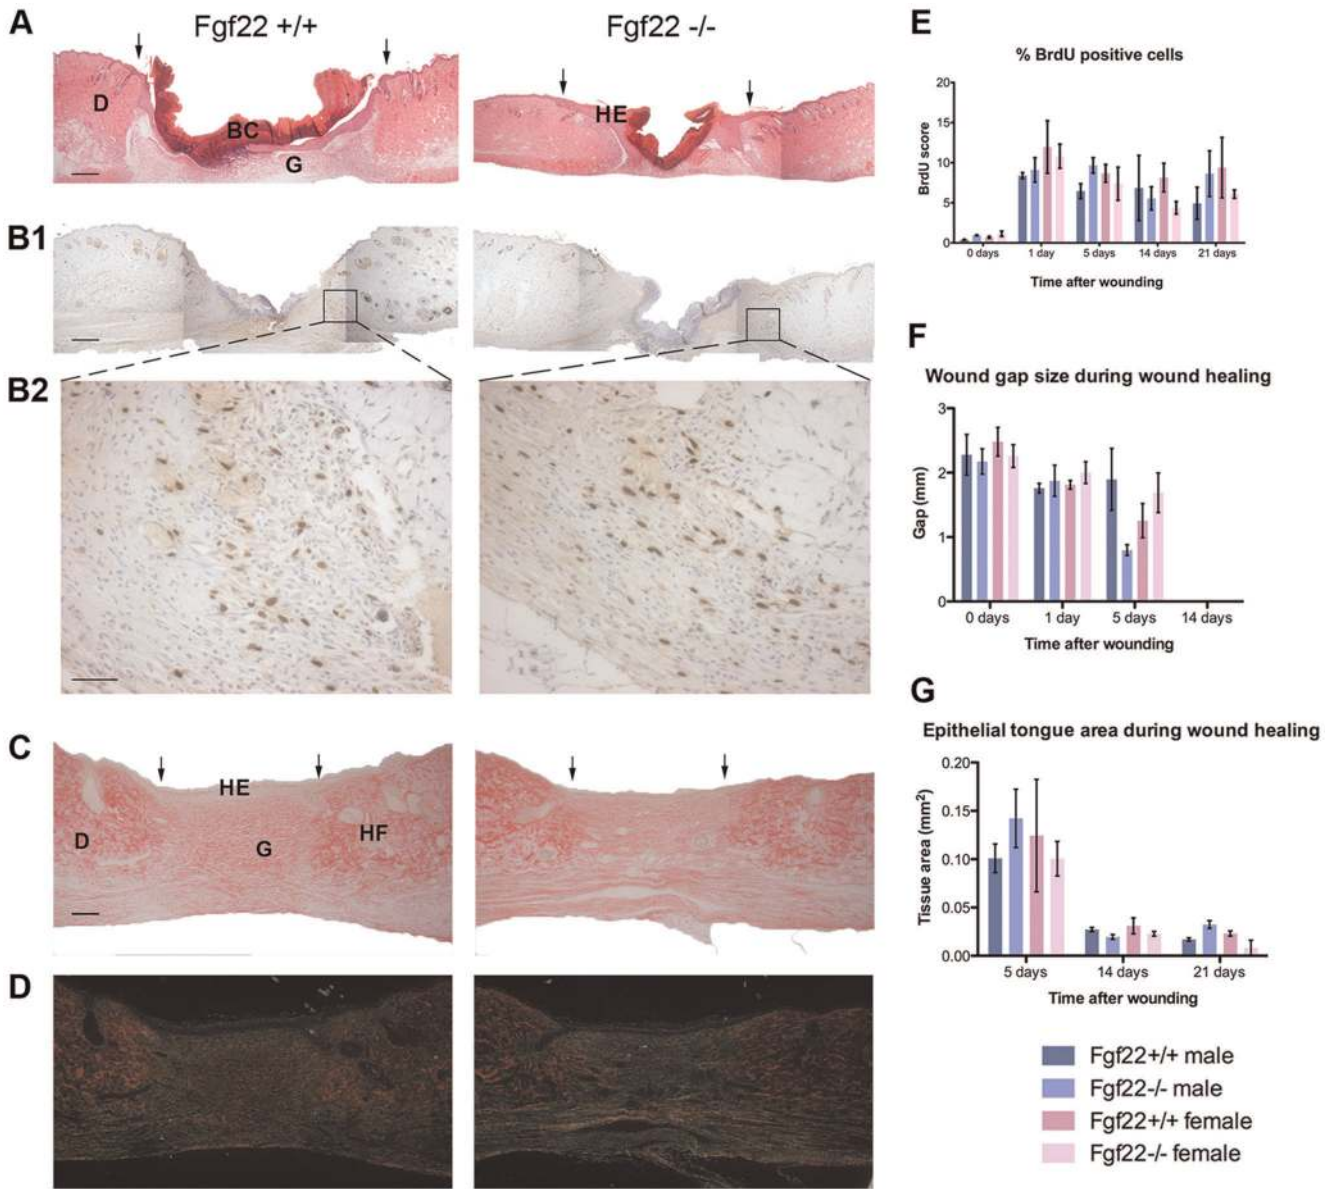 A
Fgf22 +/+
Fgf22 -/-
D
BC
G
HE
B1
B2
C
HE
D
G
HF
D
E
% BrdU positive cells
BrdU score
20
15
10
5
0
0 days
1 day
5 days
14 days
21 days
Time after wounding
F
Wound gap size during wound healing
Gap (mm)
3
2
1
0
0 days
1 day
5 days
14 days
Time after wounding
G
Epithelial tongue area during wound healing
Tissue area (mm²)
0.20
0.15
0.10
0.05
0.00
5 days
14 days
21 days
Time after wounding
Fgf22+/+ male
Fgf22-/- male
Fgf22+/+ female
Fgf22-/- female